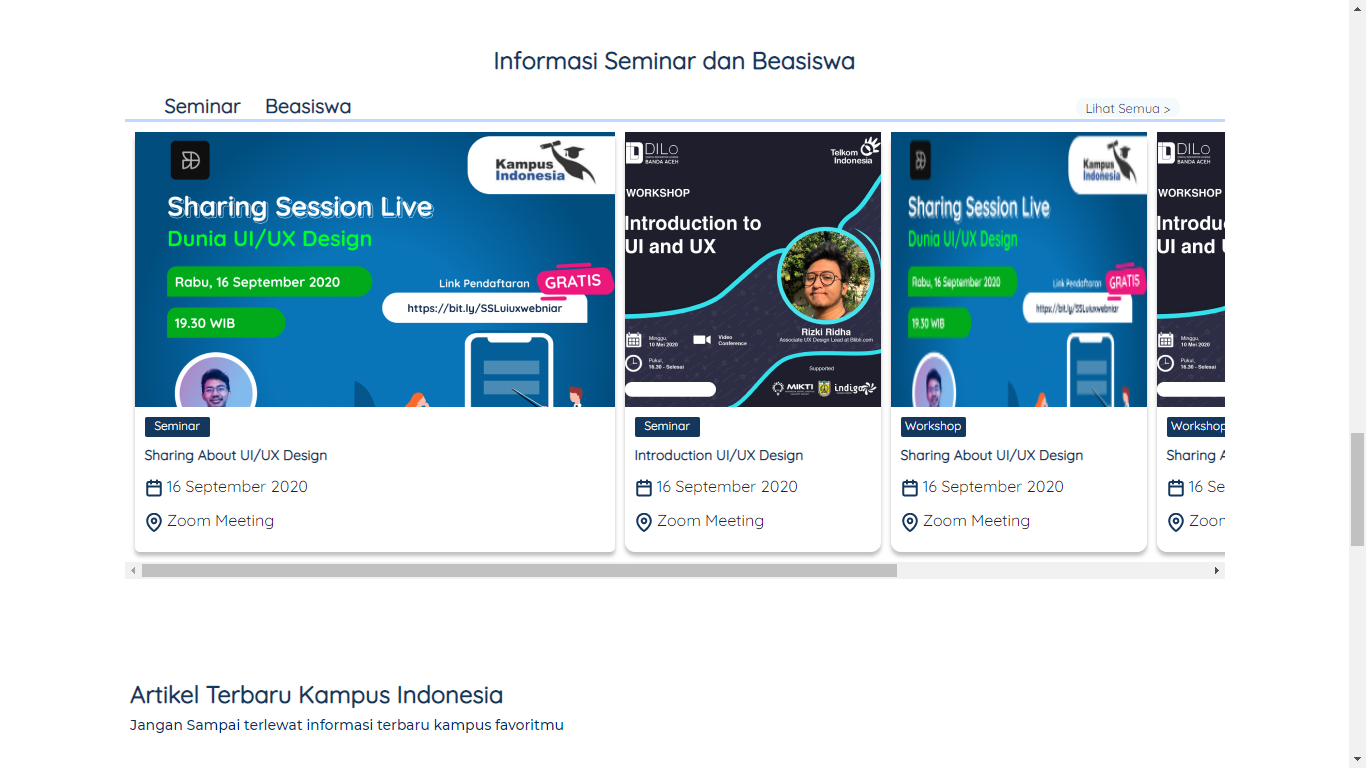 Informasi Seminar dan Beasiswa
Seminar
Beasiswa
Lihat Semua >
Kampus
Indonesia
Sharing Session Live
Dunia UI/UX Design
Rabu, 16 September 2020
Link Pendaftaran
GRATIS
https://bit.ly/SSLuiuxwebniar
19.30 WIB
Seminar
Sharing About UI/UX Design
16 September 2020
Zoom Meeting
DILo
BANDA ACEH
Telkom
Indonesia
WORKSHOP
Introduction to
UI and UX
Rizki Ridha
Associate UX Design Lead at Blibli.com
Minggu,
10 Mei 2020
Video
Conference
Pukul,
16.30 - Selesai
Supported
MIKTI
indigo
Seminar
Introduction UI/UX Design
16 September 2020
Zoom Meeting
Kampus
Indonesia
Sharing Session Live
Dunia UI/UX Design
Rabu, 16 September 2020
Link Pendaftaran
GRATIS
https://bit.ly/SSLuiuxwebniar
19.30 WIB
Workshop
Sharing About UI/UX Design
16 September 2020
Zoom Meeting
DILo
BANDA ACEH
WORKSHOP
Introdu
UI and U
Minggu,
10 Mei 2020
Pukul,
16.30 - Selesai
Workshop
Sharing A
16 Se
Zoon
Artikel Terbaru Kampus Indonesia
Jangan Sampai terlewat informasi terbaru kampus favoritmu